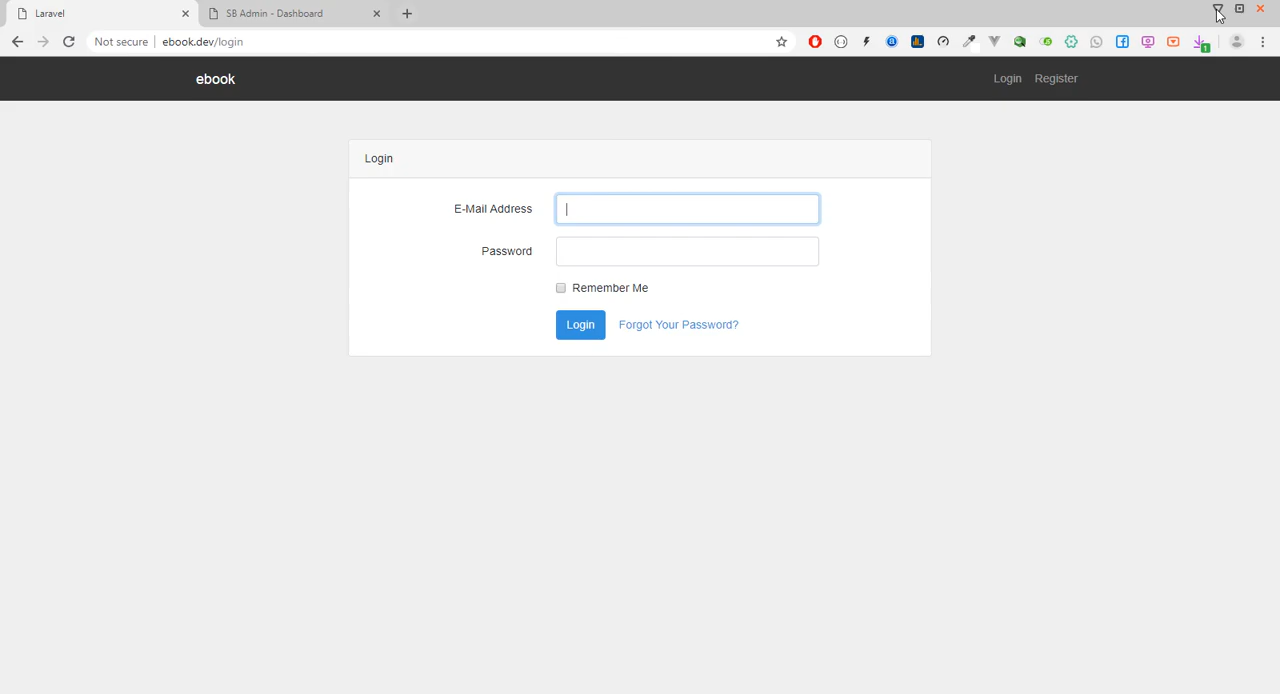 Laravel
SB Admin - Dashboard
Not secure
ebook.dev/login
1
ebook
Login
Register
Login
E-Mail Address
Password
Remember Me
Login
Forgot Your Password?